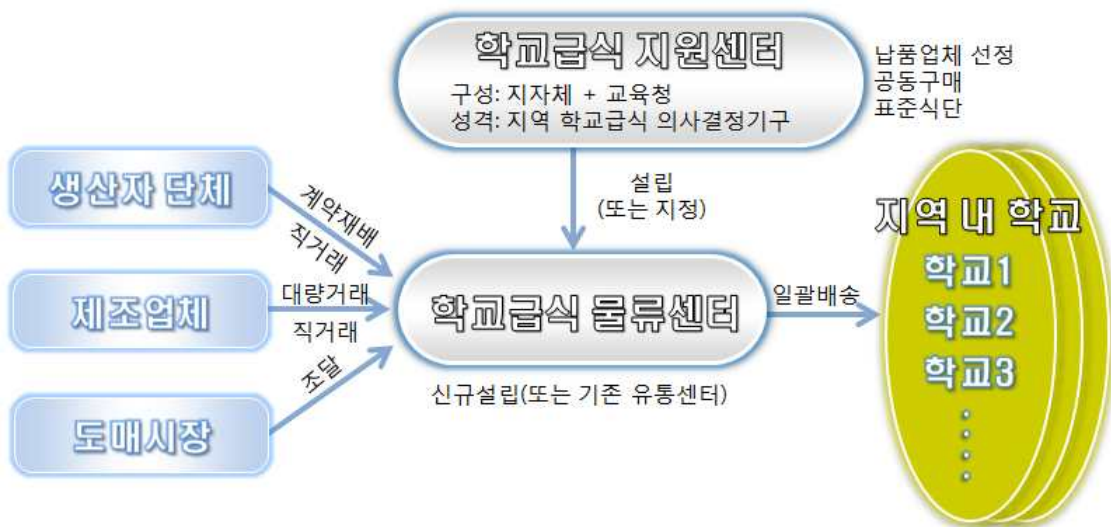 학교급식 지원센터
구성: 지자체 + 교육청
성격: 지역 학교급식 의사결정기구
납품업체 선정
공동구매
표준식단
설립
(또는 지정)
생산자 단체
계약재배
직거래
제조업체
대량거래
직거래
도매시장
조달
학교급식 물류센터
신규설립(또는 기존 유통센터)
일괄배송
지역 내 학교
학교1
학교2
학교3